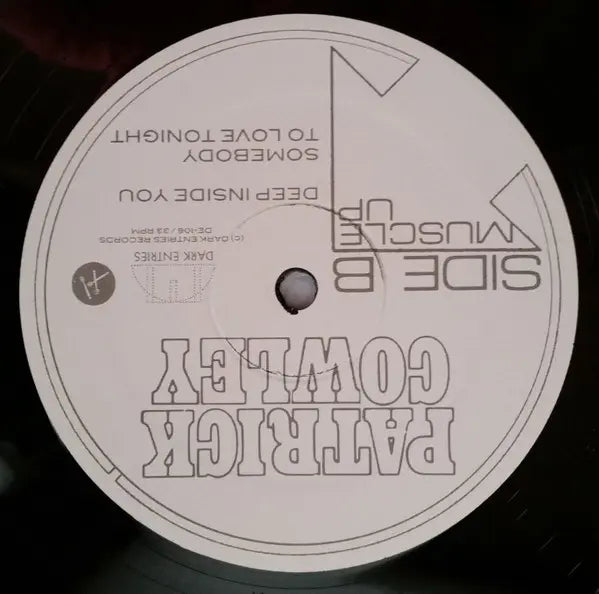 PATRICK
COWLEY
SIDE B
MUSCLE
UP
DARK ENTRIES
(c) DARK ENTRIES RECORDS
DE-106 / 33 RPM
DEEP INSIDE YOU
SOMEBODY
TO LOVE TONIGHT